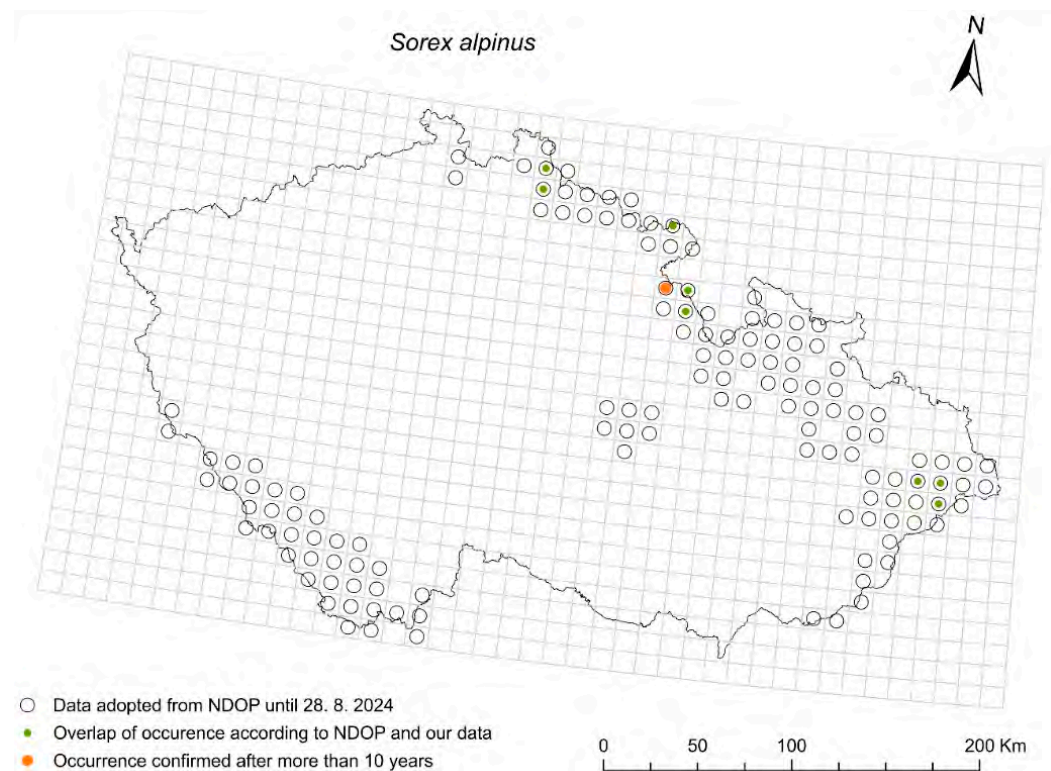 Sorex alpinus
N
Data adopted from NDOP until 28. 8. 2024
Overlap of occurence according to NDOP and our data
Occurrence confirmed after more than 10 years
0 50 100 200 Km